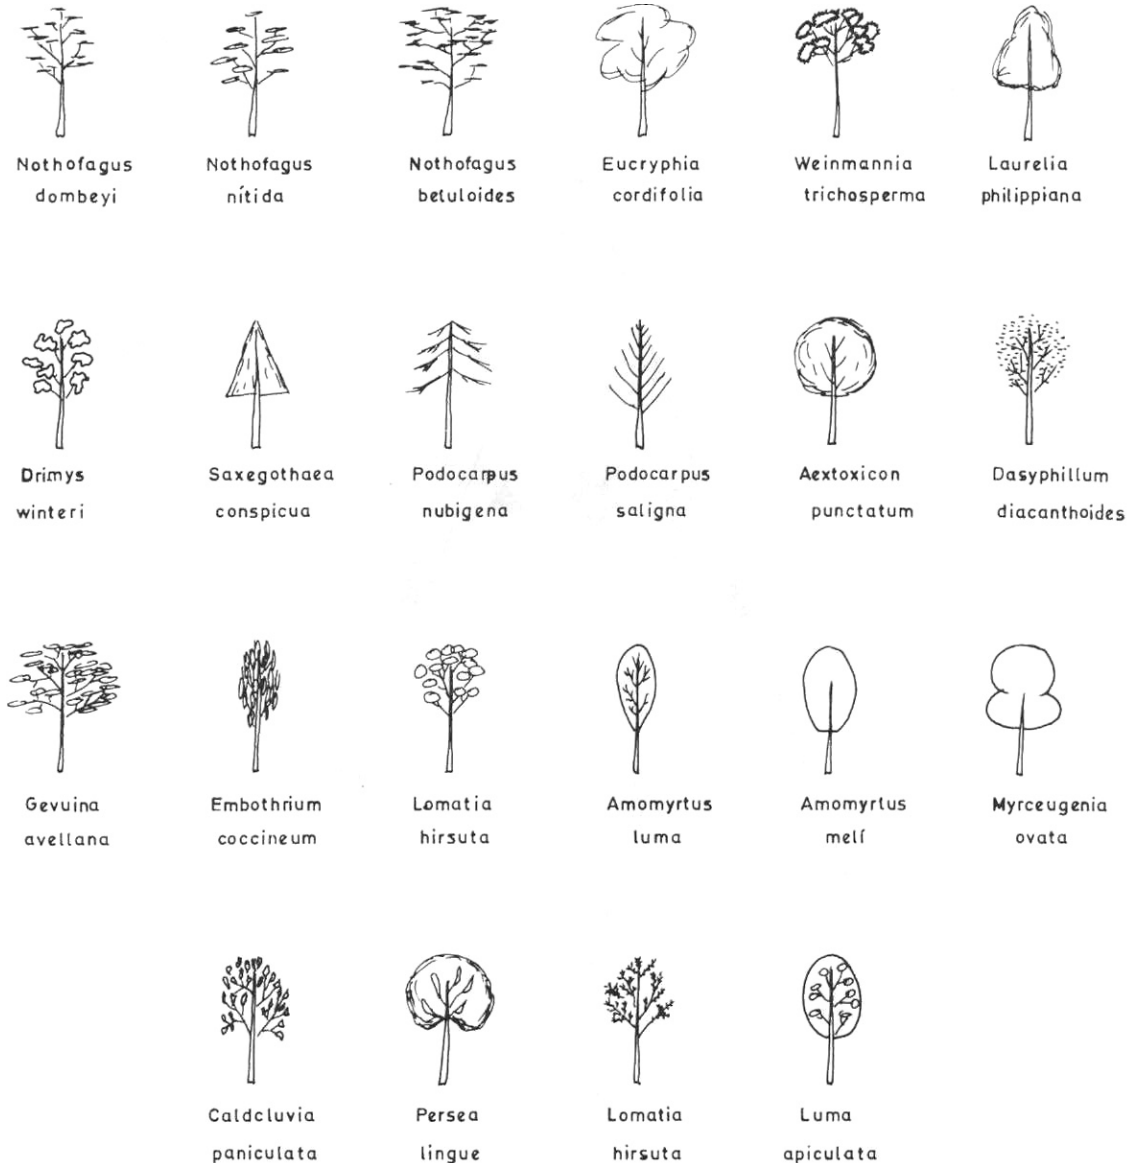 Nothofagus Nothofagus Nothofagus Eucryphia Weinmannia Laurelia
dombeyi nítida betuloides cordifolia trichosperma philippiana
Drimys Saxegothaea Podocarpus Podocarpus Aextoxicon Dasyphillum
winteri conspicua nubigena saligna punctatum diacanthoides
Gevuina Embothrium Lomatia Amomyrtus Amomyrtus Myrceugenia
avellana coccineum hirsuta luma melí ovata
Caldcluvia Persea Lomatia Luma
paniculata lingue hirsuta apiculata